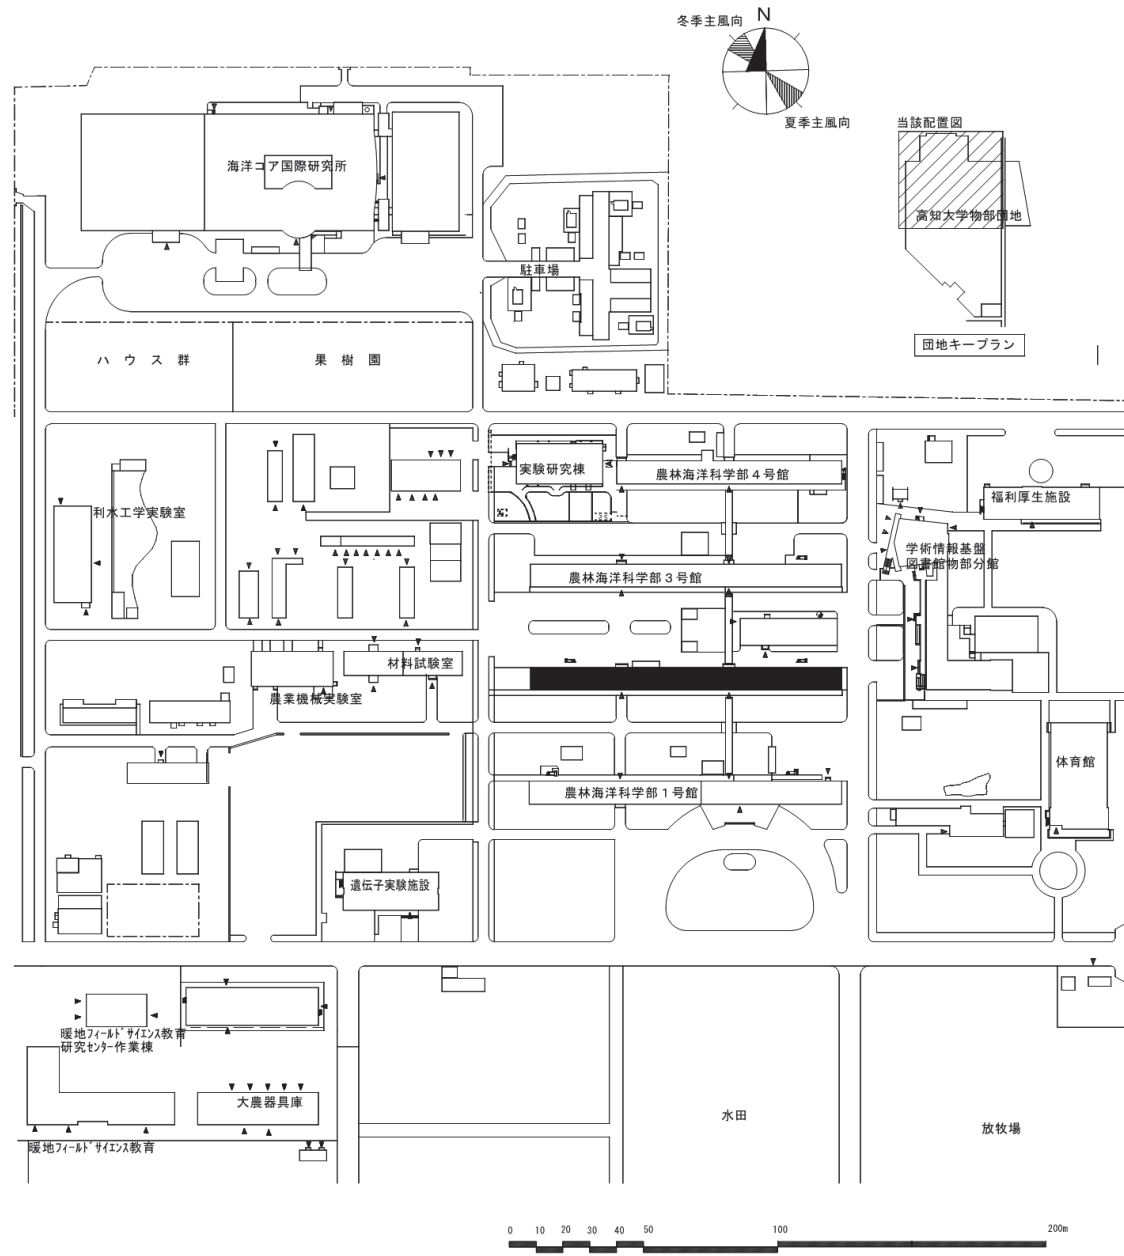 冬季主風向
N
夏季主風向
当該配置図
海洋コア国際研究所
高知大学物部団地
駐車場
団地キープラン
ハウス群
果樹園
実験研究棟
農林海洋科学部４号館
福利厚生施設
利水工学実験室
学術情報基盤
図書館物部分館
農林海洋科学部３号館
材料試験室
農業機械実験室
体育館
農林海洋科学部１号館
遺伝子実験施設
暖地ﾌｨｰﾙﾄﾞｻｲｴﾝｽ教育
研究ｾﾝﾀｰ作業棟
大農器具庫
水田
放牧場
暖地ﾌｨｰﾙﾄﾞｻｲｴﾝｽ教育
0 10 20 30 40 50 100 200m